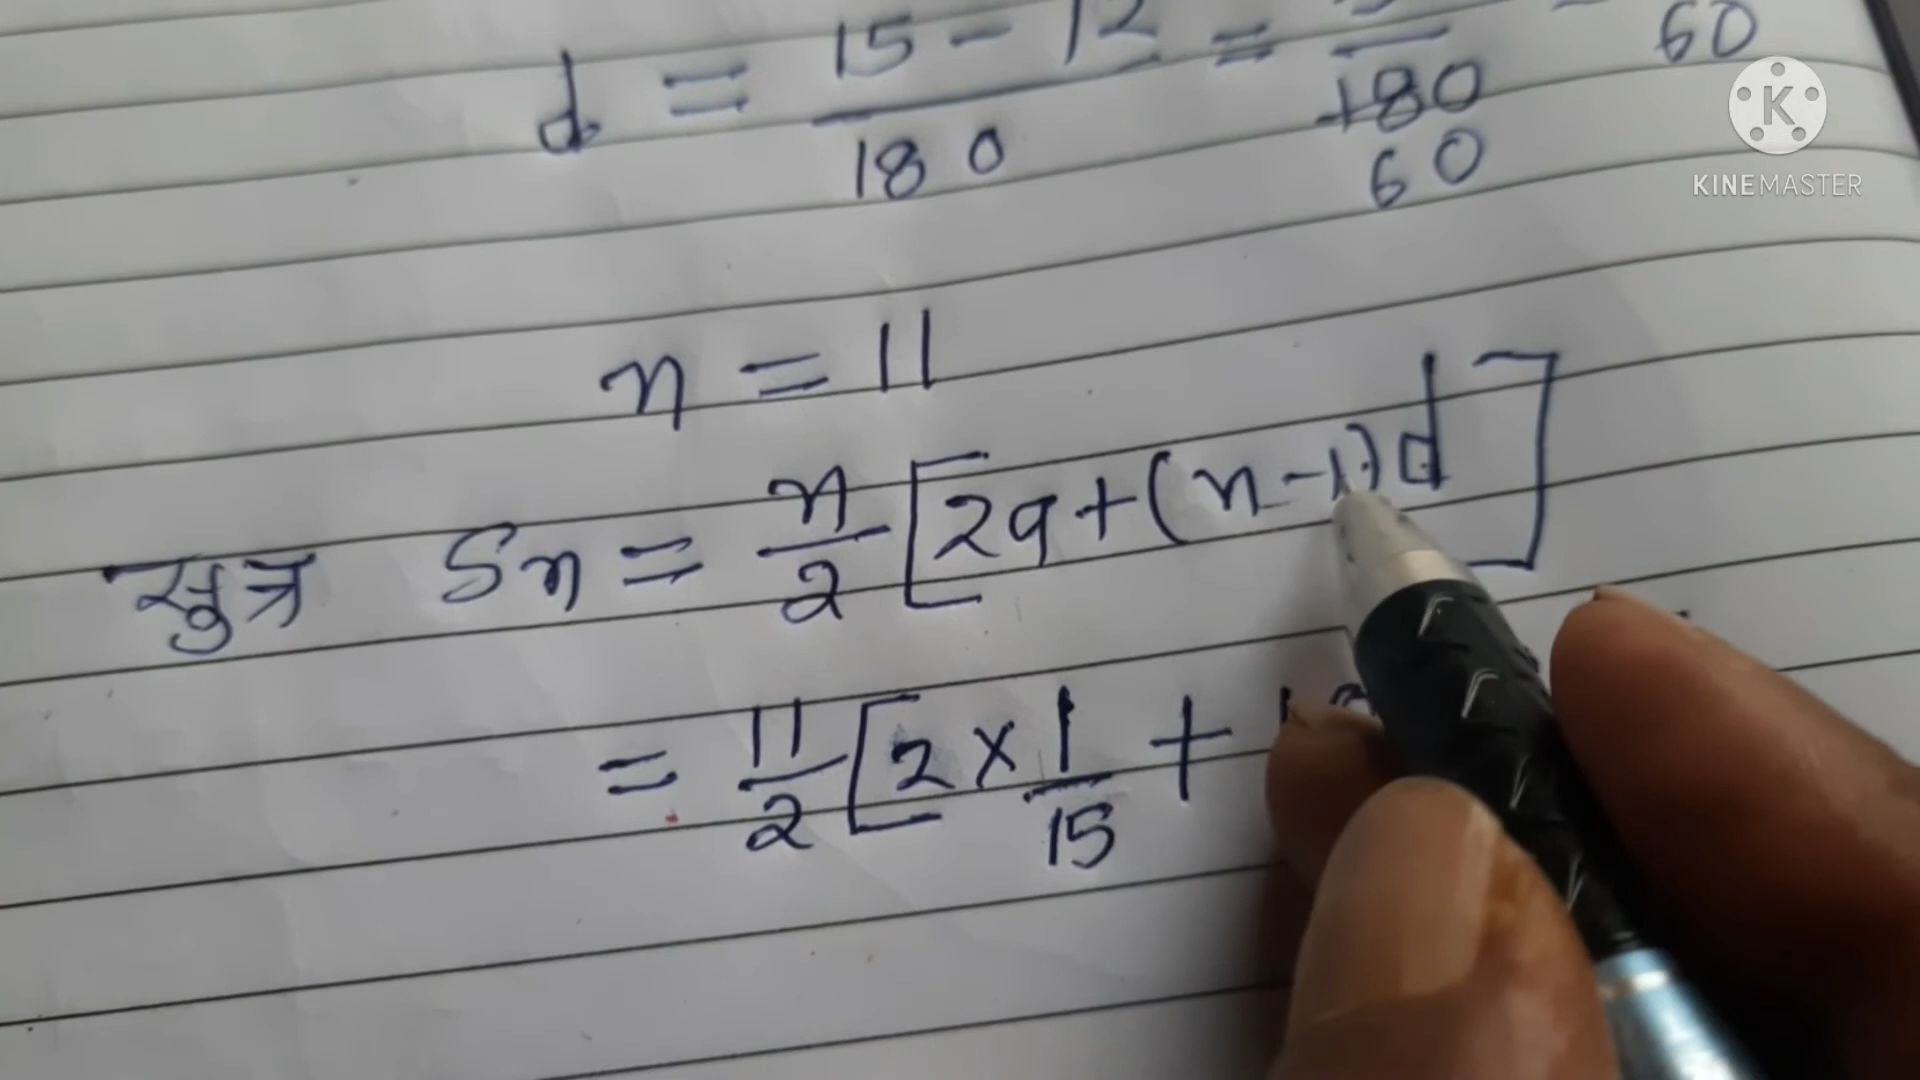 d = 15 - 12 / 180 = / 180 60
60
KINEMASTER
n = 11
सुत्र Sn = n/2 [2a + (n-1)d]
= 11/2 [2 × 1/15 +